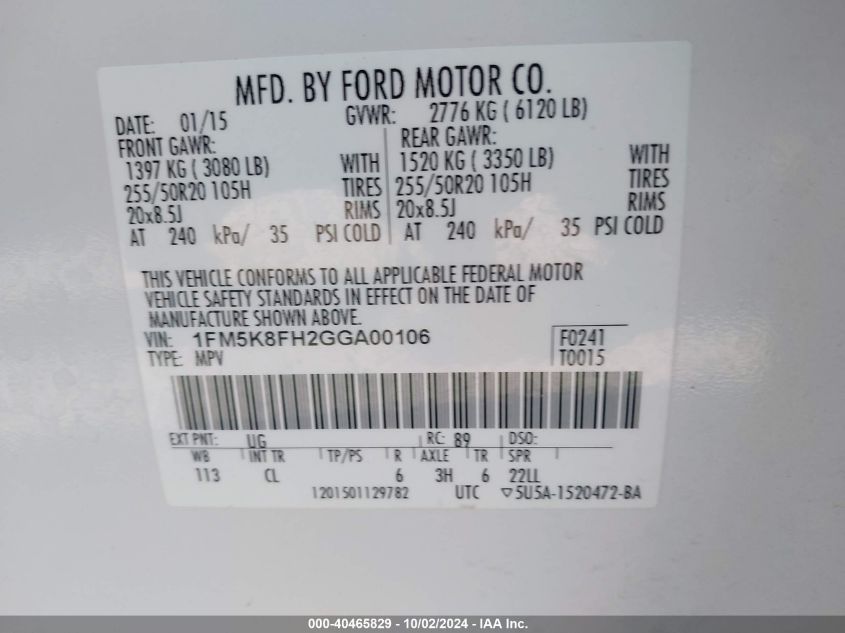 MFD. BY FORD MOTOR CO.
DATE: 01/15 GVWR: 2776 KG ( 6120 LB)
FRONT GAWR: REAR GAWR:
1397 KG ( 3080 LB) WITH 1520 KG ( 3350 LB) WITH
255/50R20 105H TIRES 255/50R20 105H TIRES
20x8.5J RIMS 20x8.5J RIMS
AT 240 kPa/ 35 PSI COLD AT 240 kPa/ 35 PSI COLD
THIS VEHICLE CONFORMS TO ALL APPLICABLE FEDERAL MOTOR
VEHICLE SAFETY STANDARDS IN EFFECT ON THE DATE OF
MANUFACTURE SHOWN ABOVE.
VIN: 1FM5K8FH2GGA00106 F0241
TYPE: MPV T0015
EXT PNT: UG RC: 89 DSO:
WB INT TR TP/PS R AXLE TR SPR
113 CL 6 3H 6 22LL
1201501129782 UTC ▽5U5A-1520472-BA
000-40465829 - 10/02/2024 - IAA Inc.